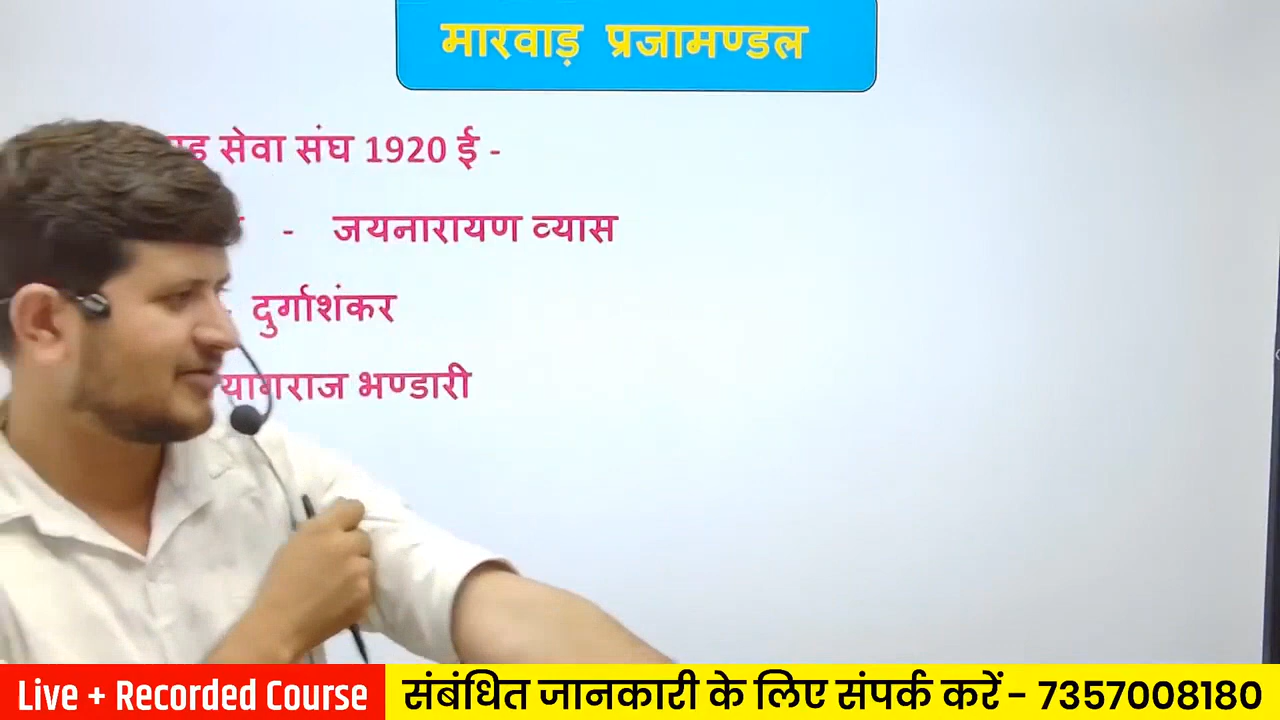 मारवाड़ प्रजामण्डल
सेवा संघ 1920 ई -
- जयनारायण व्यास
- दुर्गाशंकर
भण्डारी
Live + Recorded Course
संबंधित जानकारी के लिए संपर्क करें - 7357008180